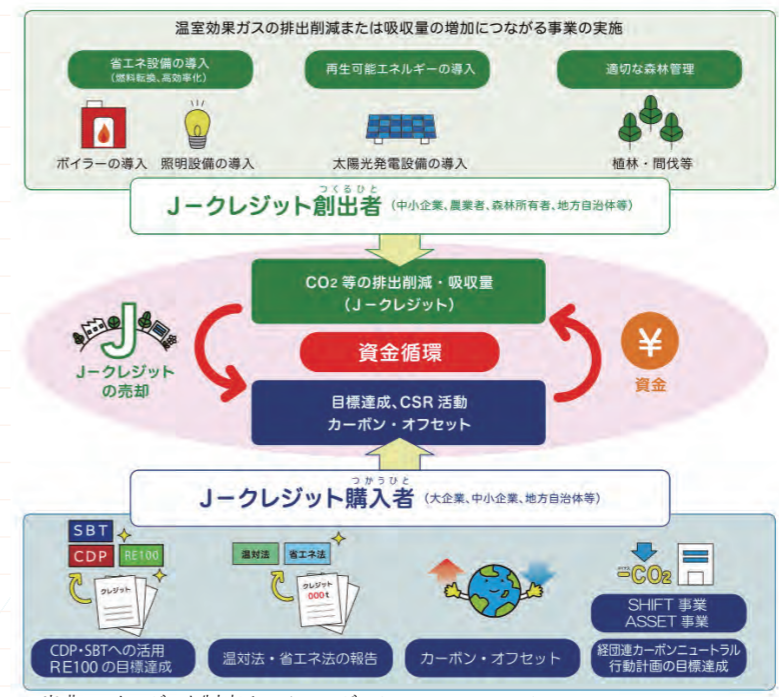 温室効果ガスの排出削減または吸収量の増加につながる事業の実施
省エネ設備の導入
(燃料転換、高効率化)
再生可能エネルギーの導入
適切な森林管理
ボイラーの導入
照明設備の導入
太陽光発電設備の導入
植林・間伐等
つくるひと
Jークレジット創出者(中小企業、農業者、森林所有者、地方自治体等)
CO2 等の排出削減・吸収量
(Jークレジット)
J
Jークレジット
の売却
資金循環
¥
資金
目標達成、CSR 活動
カーボン・オフセット
つかうひと
Jークレジット購入者(大企業、中小企業、地方自治体等)
SBT
CDP
RE100
クレジット
CDP・SBTへの活用
RE100 の目標達成
温対法
省エネ法
クレジット
000t
温対法・省エネ法の報告
カーボン・オフセット
-CO2
SHIFT 事業
ASSET 事業
経団連カーボンニュートラル
行動計画の目標達成